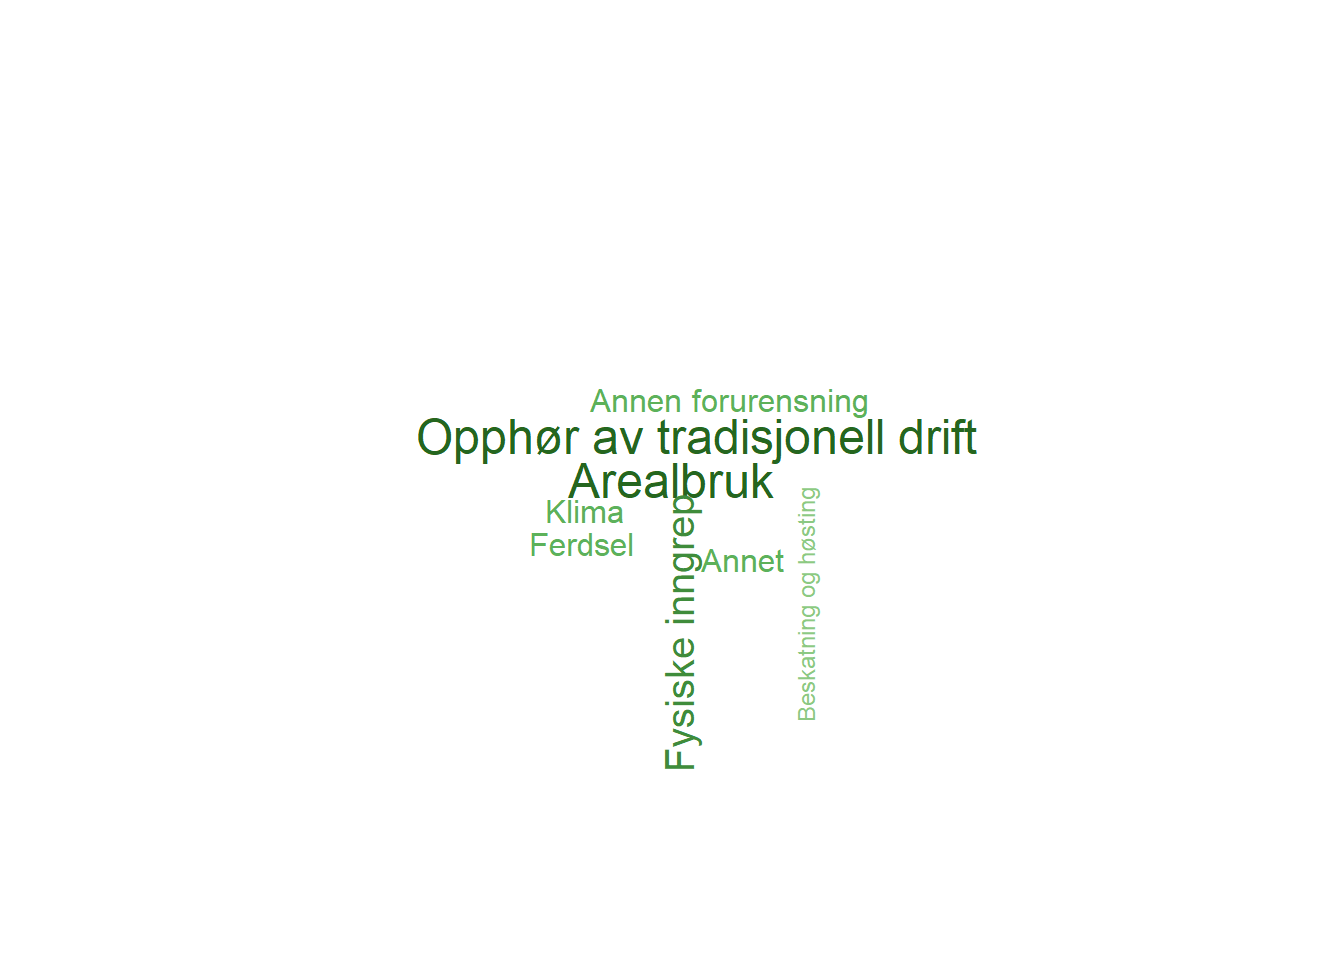 Annen forurensning
Opphør av tradisjonell drift
Arealbruk
Klima
Ferdsel
Fysiske inngrep
Annet
Beskatning og høsting